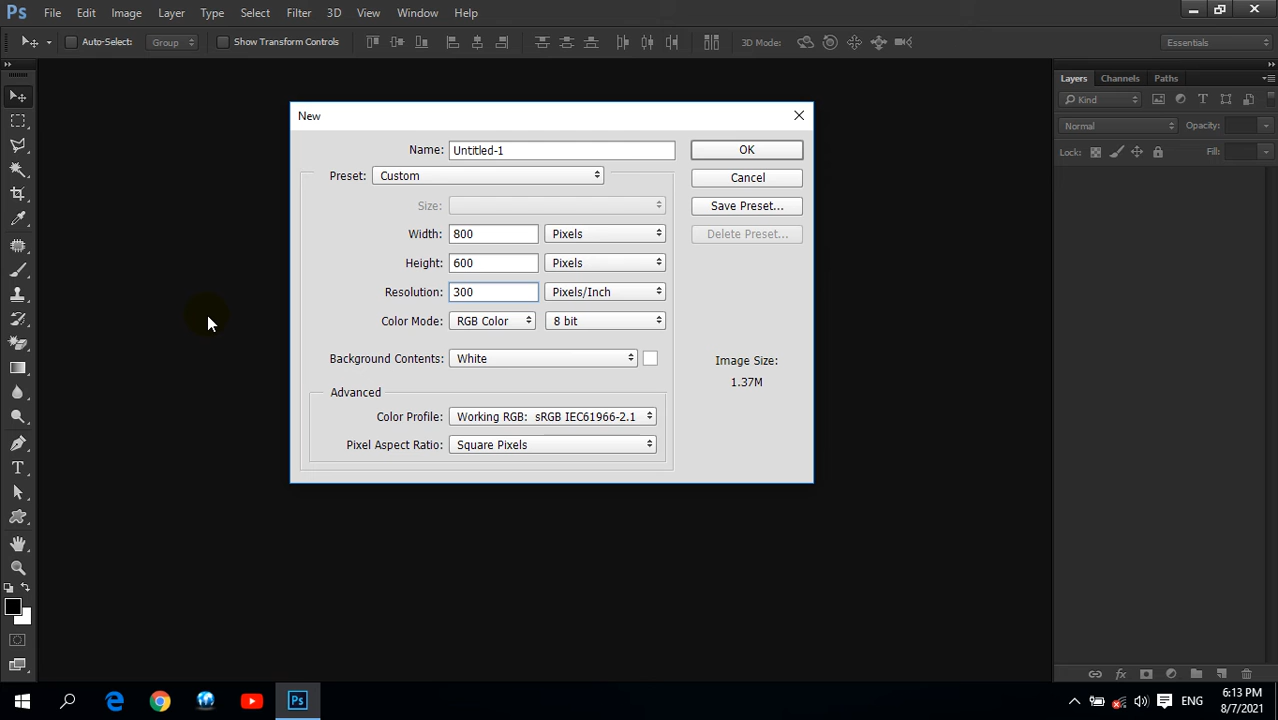 Ps File Edit Image Layer Type Select Filter 3D View Window Help
Auto-Select: Group Show Transform Controls 3D Mode: Essentials
Layers Channels Paths
Kind
Normal Opacity:
Lock: Fill:
New
Name: Untitled-1 OK
Preset: Custom Cancel
Size: Save Preset...
Width: 800 Pixels Delete Preset...
Height: 600 Pixels
Resolution: 300 Pixels/Inch
Color Mode: RGB Color 8 bit
Background Contents: White
Image Size:
1.37M
Advanced
Color Profile: Working RGB: sRGB IEC61966-2.1
Pixel Aspect Ratio: Square Pixels
T
fx
Ps ENG 6:13 PM
8/7/2021